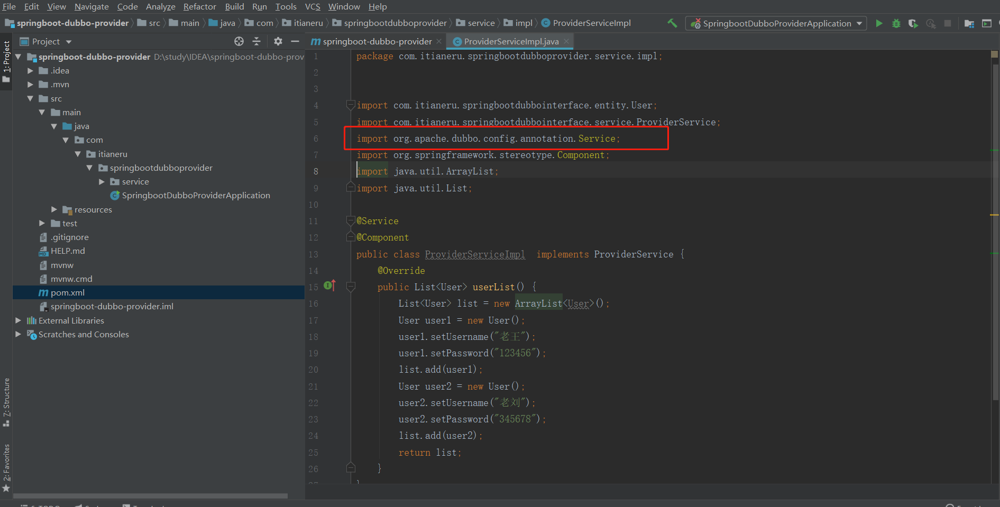 File Edit View Navigate Code Analyze Refactor Build Run Tools VCS Window Help
springboot-dubbo-provider src main java com itianeru springbootdubboprovider service impl ProviderServiceImpl SpringbootDubboProviderApplication
1: Project
Project
springboot-dubbo-provider D:\study\IDEA\springboot-dubbo-prov
.idea
.mvn
src
main
java
com
itianeru
springbootdubboprovider
service
SpringbootDubboProviderApplication
resources
test
.gitignore
HELP.md
mvnw
mvnw.cmd
pom.xml
springboot-dubbo-provider.iml
External Libraries
Scratches and Consoles
7: Structure
2: Favorites
springboot-dubbo-provider ProviderServiceImpl.java
1 package com.itianeru.springbootdubboprovider.service.impl;
2
3
4 import com.itianeru.springbootdubbointerface.entity.User;
5 import com.itianeru.springbootdubbointerface.service.ProviderService;
6 import org.apache.dubbo.config.annotation.Service;
7 import org.springframework.stereotype.Component;
8 import java.util.ArrayList;
9 import java.util.List;
10
11 @Service
12 @Component
13 public class ProviderServiceImpl implements ProviderService {
14 @Override
15 public List<User> userList() {
16 List<User> list = new ArrayList<User>();
17 User user1 = new User();
18 user1.setUsername("老王");
19 user1.setPassword("123456");
20 list.add(user1);
21 User user2 = new User();
22 user2.setUsername("老刘");
23 user2.setPassword("345678");
24 list.add(user2);
25 return list;
26 }